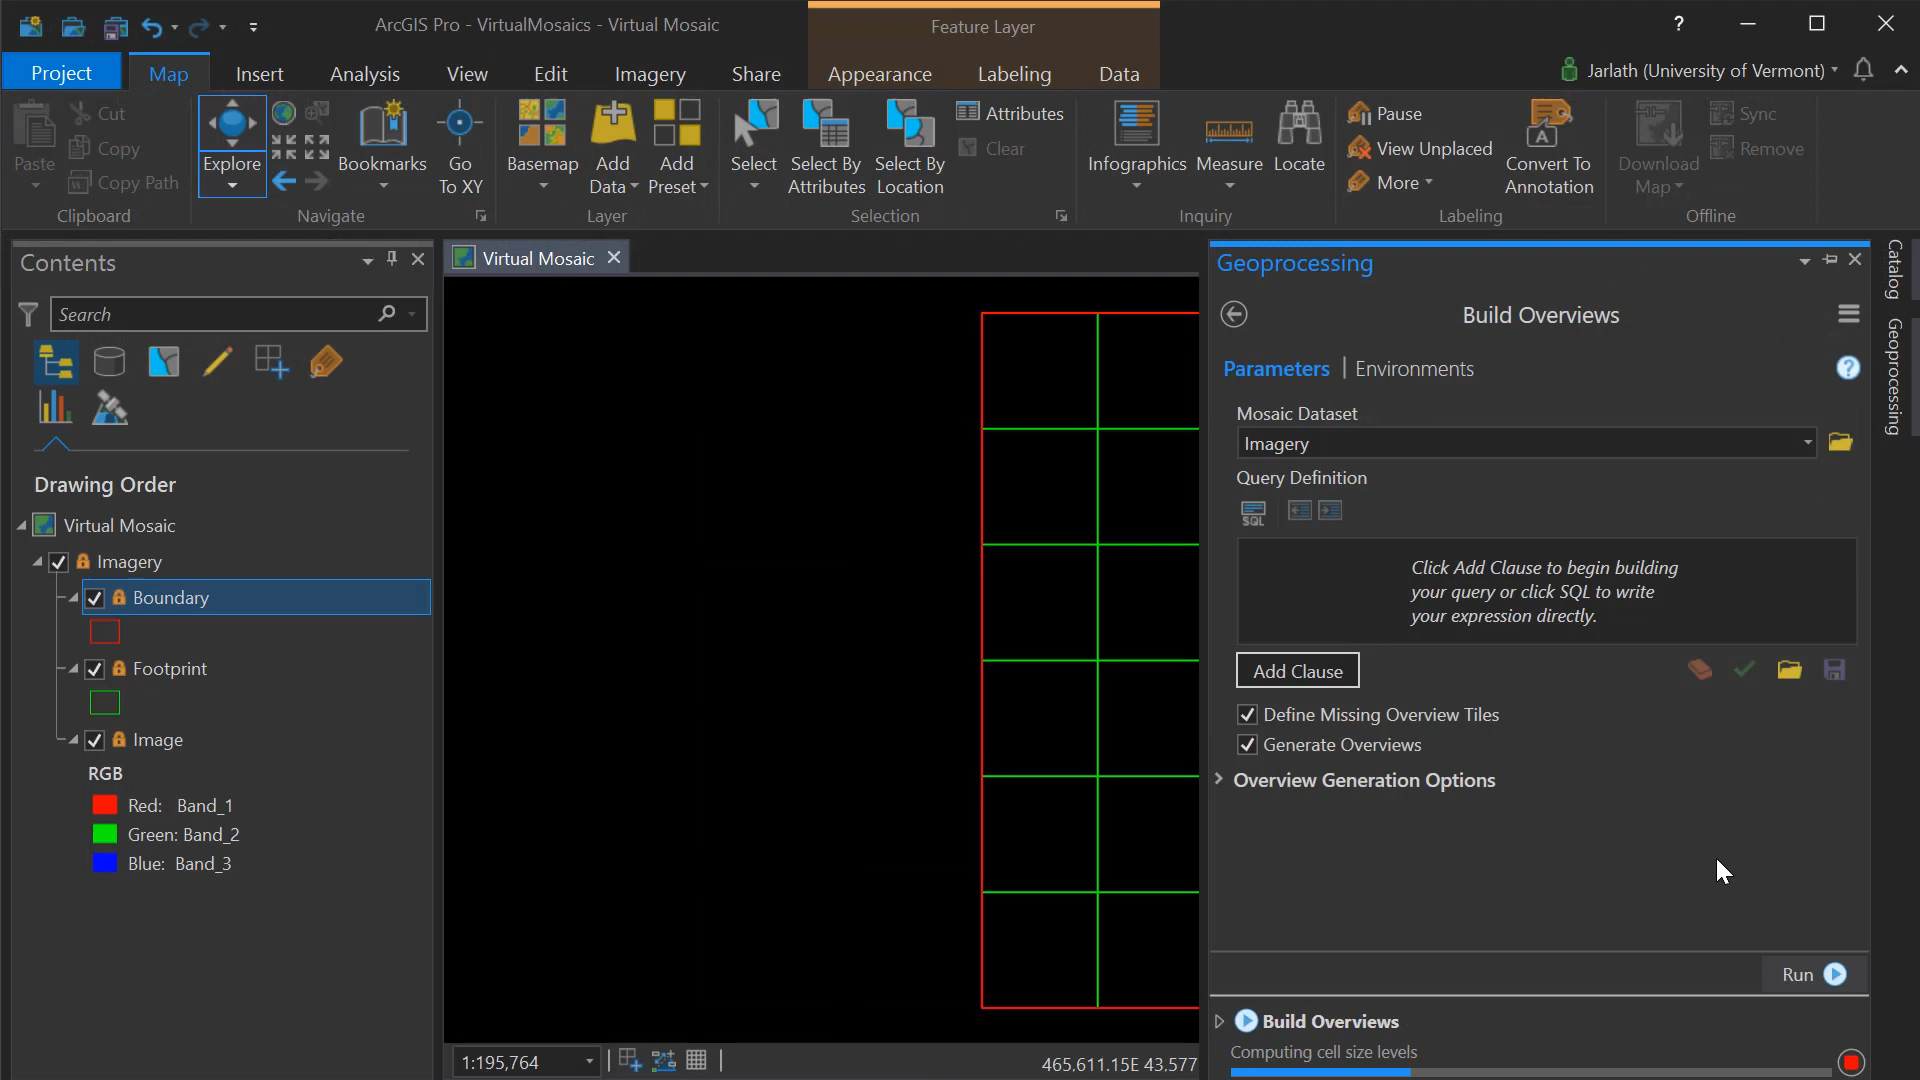 ArcGIS Pro - VirtualMosaics - Virtual Mosaic
Feature Layer
?
Project
Map
Insert
Analysis
View
Edit
Imagery
Share
Appearance
Labeling
Data
Jarlath (University of Vermont)
Paste
Cut
Copy
Copy Path
Clipboard
Explore
Bookmarks
Go
To XY
Navigate
Basemap
Add
Data
Add
Preset
Layer
Select
Select By
Attributes
Select By
Location
Attributes
Clear
Selection
Infographics
Measure
Locate
Inquiry
Pause
View Unplaced
More
Convert To
Annotation
Labeling
Download
Map
Sync
Remove
Offline
Contents
Search
Drawing Order
Virtual Mosaic
Imagery
Boundary
Footprint
Image
RGB
Red: Band_1
Green: Band_2
Blue: Band_3
Virtual Mosaic
1:195,764
465,611.15E 43,577
Geoprocessing
Build Overviews
Parameters
Environments
?
Mosaic Dataset
Imagery
Query Definition
SQL
Click Add Clause to begin building
your query or click SQL to write
your expression directly.
Add Clause
Define Missing Overview Tiles
Generate Overviews
Overview Generation Options
Run
Build Overviews
Computing cell size levels
Catalog
Geoprocessing